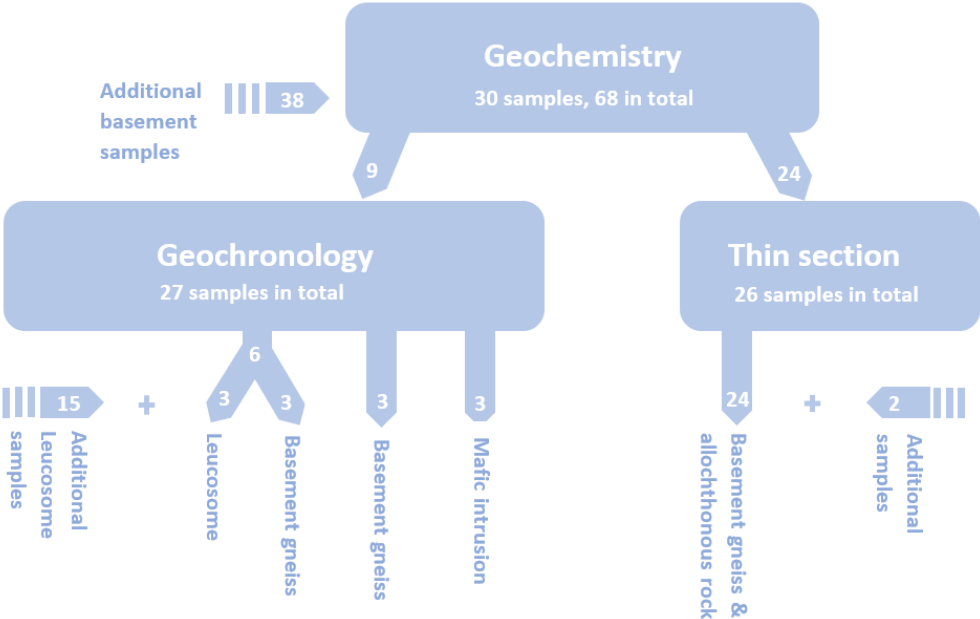 Geochemistry
30 samples, 68 in total
Additional
basement
samples
38
9
24
Geochronology
27 samples in total
Thin section
26 samples in total
6
15
+
3
3
3
3
24
+
2
Additional
Leucosome
samples
Leucosome
Basement gneiss
Basement gneiss
Mafic intrusion
Basement gneiss &
allochthonous rock
Additional
samples